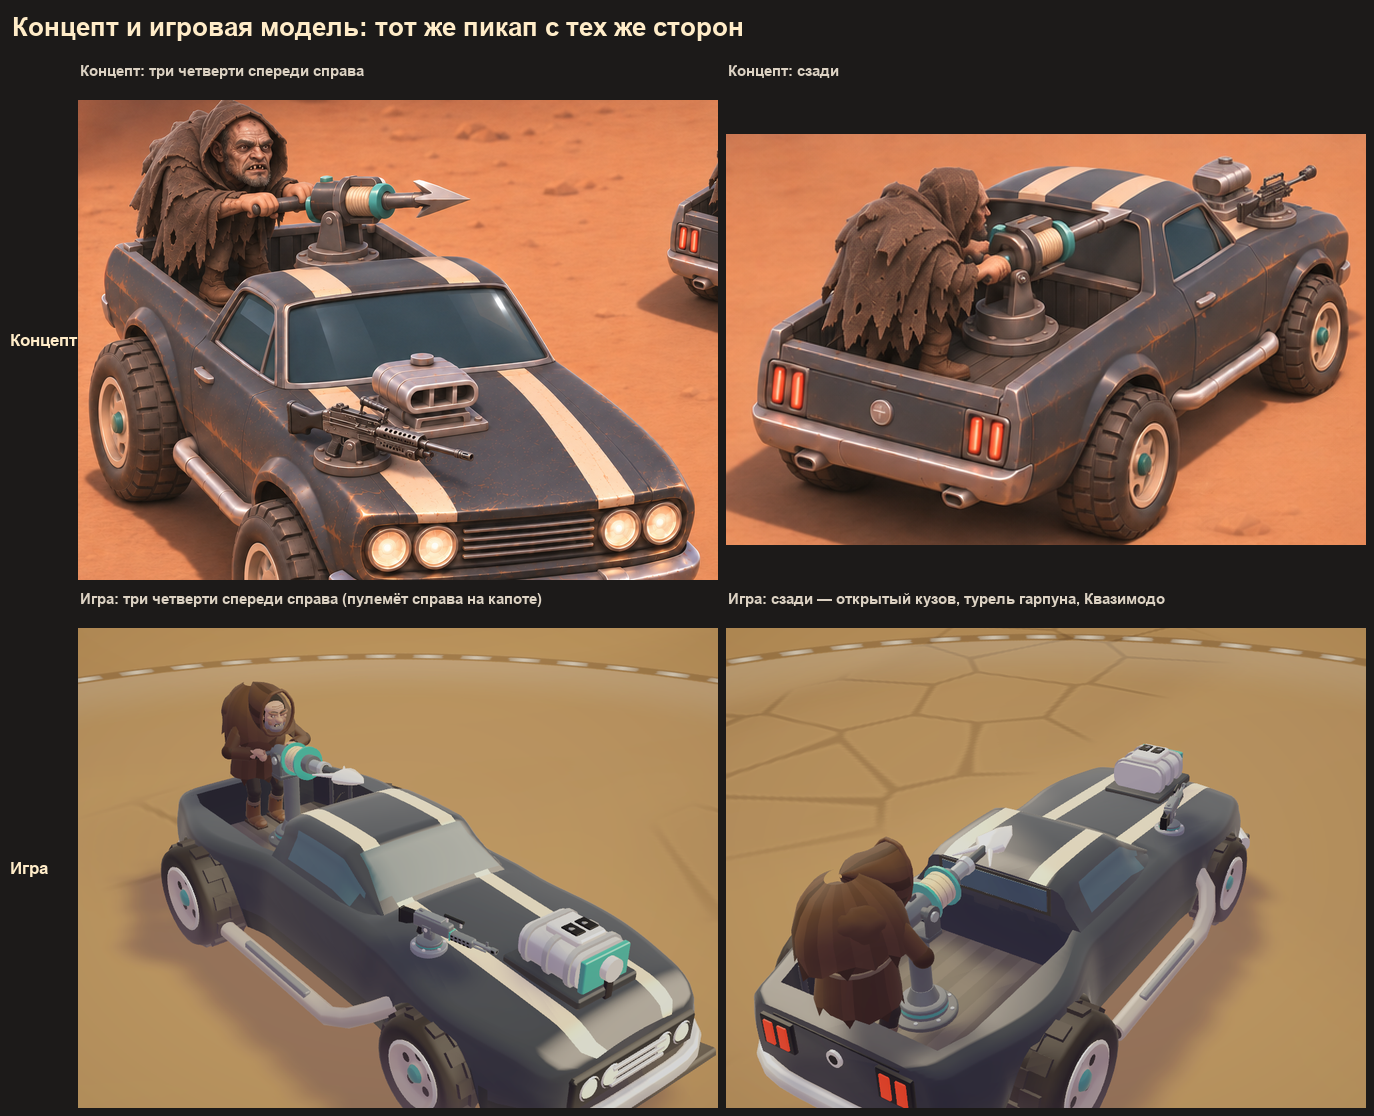 Концепт и игровая модель: тот же пикап с тех же сторон
Концепт: три четверти спереди справа
Концепт: сзади
Концепт
Игра: три четверти спереди справа (пулемёт справа на капоте)
Игра: сзади — открытый кузов, турель гарпуна, Квазимодо
Игра